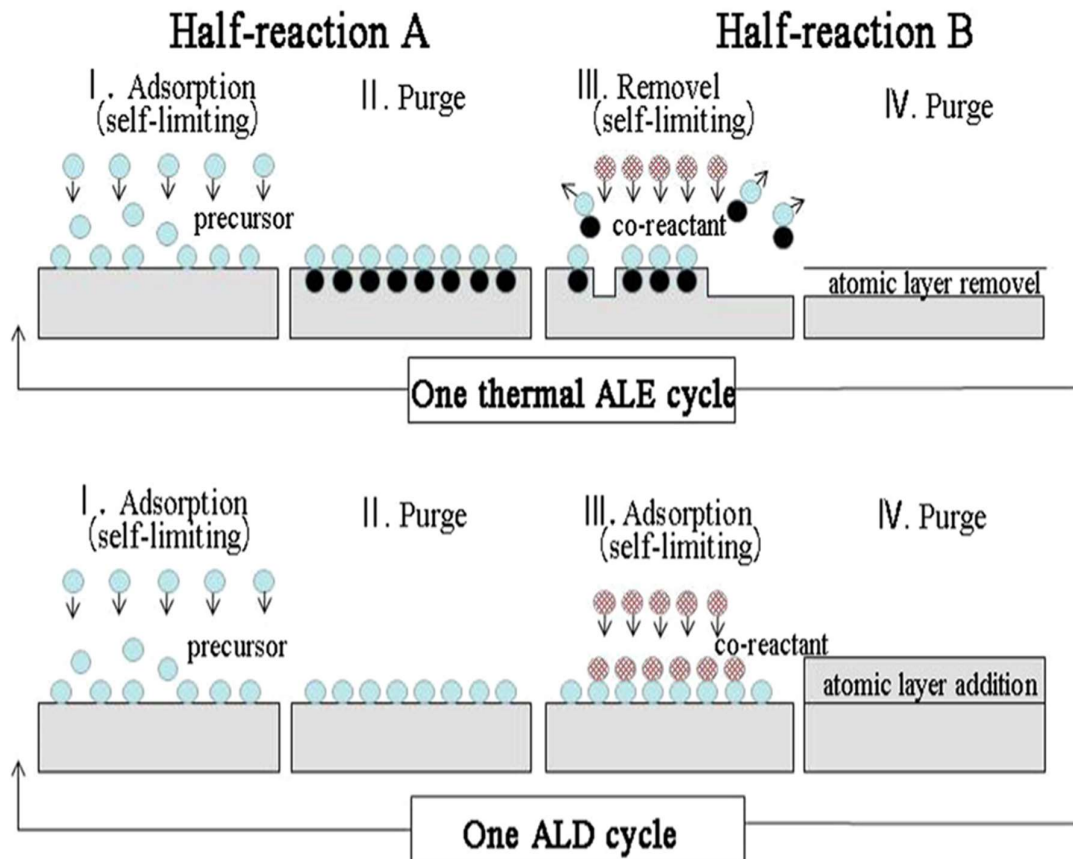 Half-reaction A
Half-reaction B
Ⅰ. Adsorption
(self-limiting)
Ⅱ. Purge
Ⅲ. Removel
(self-limiting)
Ⅳ. Purge
precursor
co-reactant
atomic layer removel
One thermal ALE cycle
Ⅰ. Adsorption
(self-limiting)
Ⅱ. Purge
Ⅲ. Adsorption
(self-limiting)
Ⅳ. Purge
precursor
co-reactant
atomic layer addition
One ALD cycle